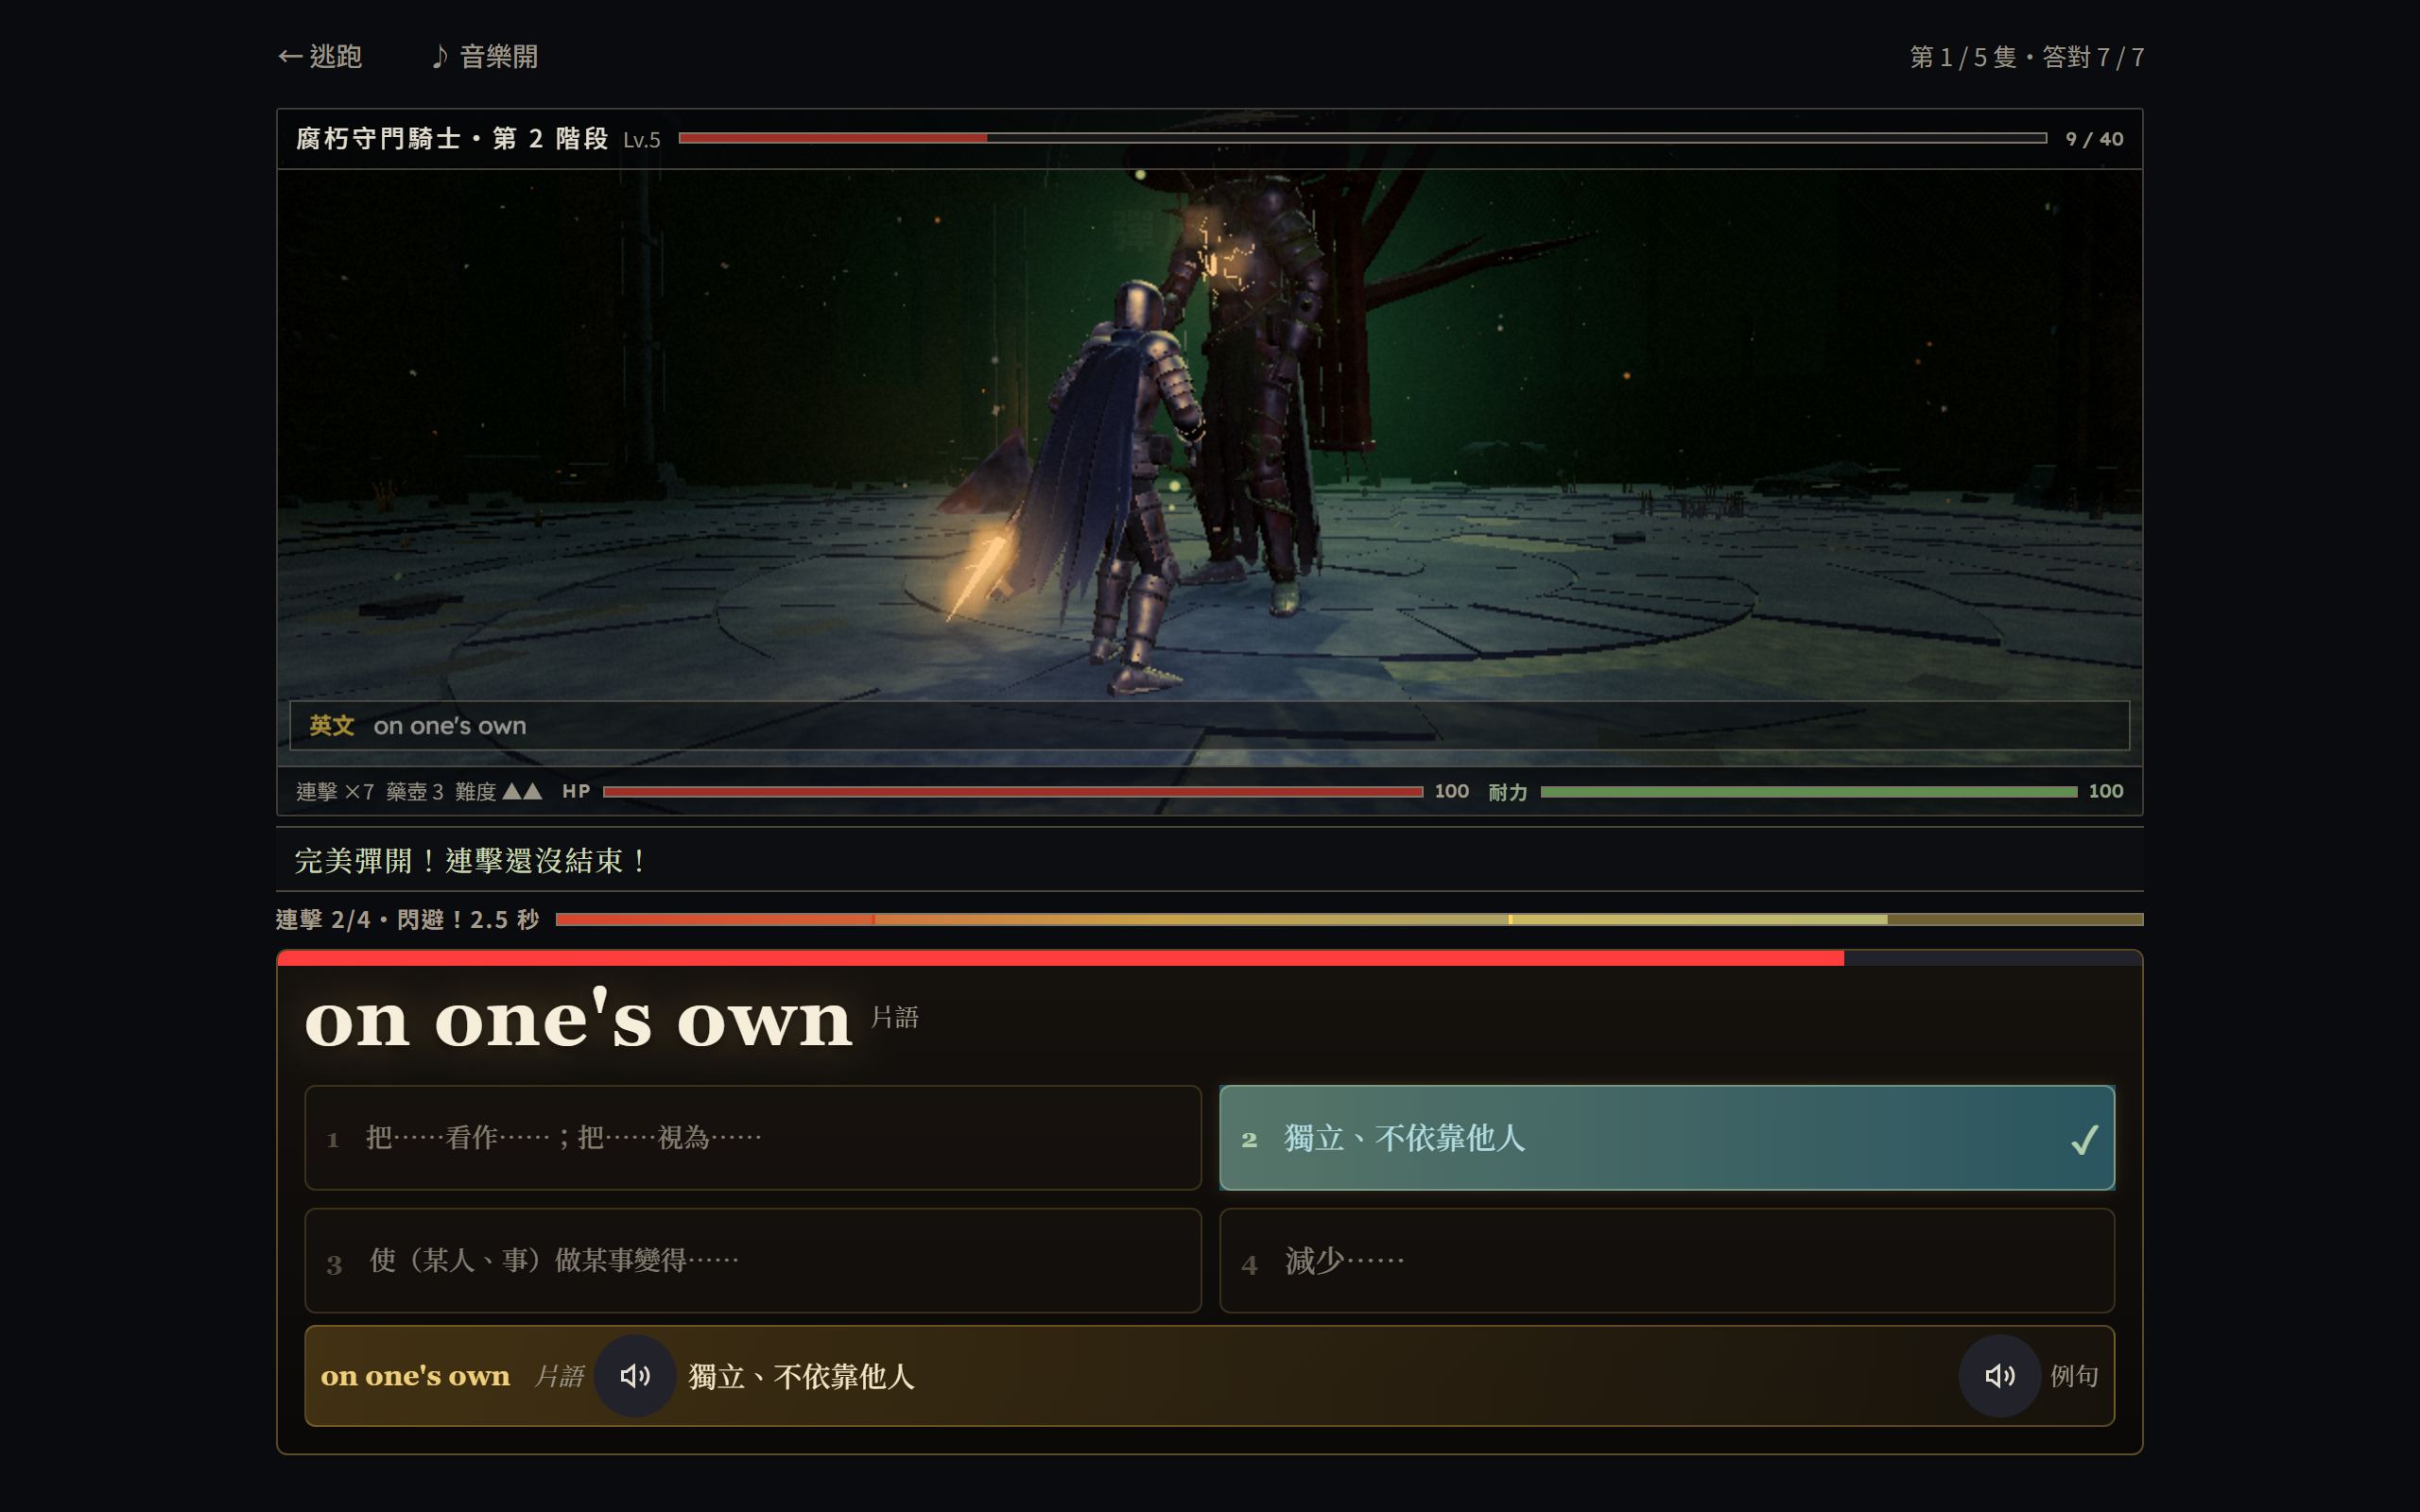 ← 逃跑 ♪ 音樂開 第 1 / 5 隻・答對 7 / 7
腐朽守門騎士・第 2 階段 Lv.5 9 / 40
英文 on one's own
連擊 ×7 藥壺 3 難度 ▲▲ HP 100 耐力 100
完美彈開！連擊還沒結束！
連擊 2/4・閃避！2.5 秒
on one's own 片語
1 把……看作……；把……視為……
2 獨立、不依靠他人 ✓
3 使（某人、事）做某事變得……
4 減少……
on one's own 片語 獨立、不依靠他人 例句